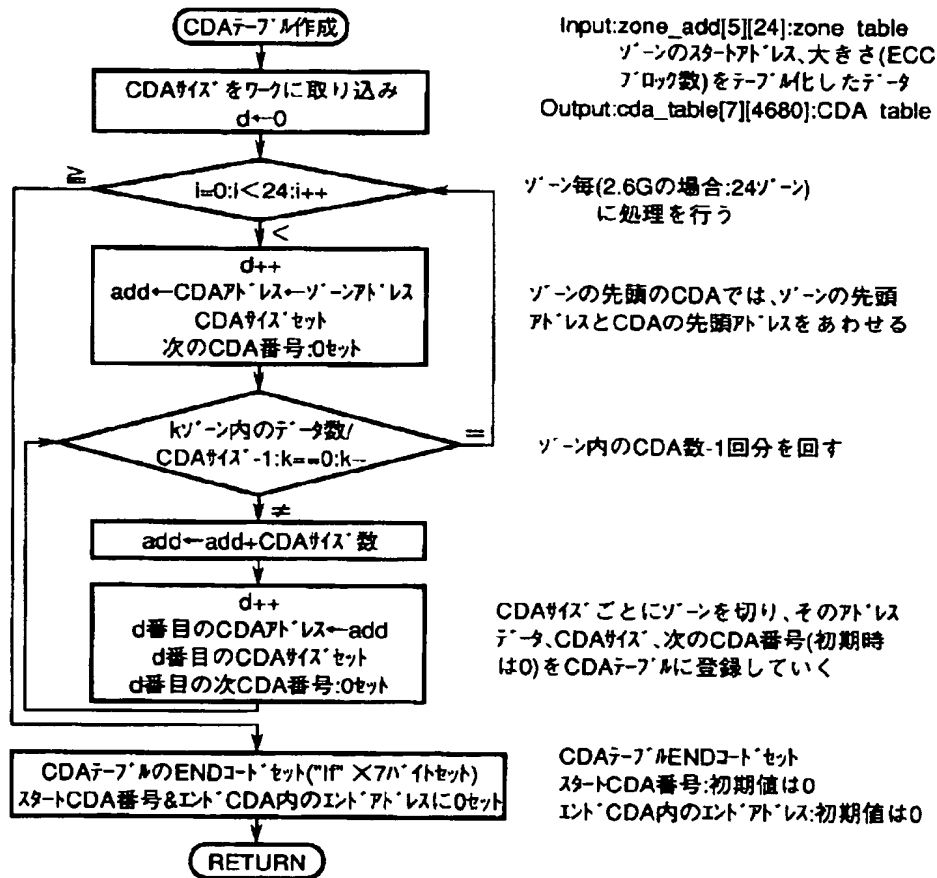 CDAﾃｰﾌﾞﾙ作成
Input:zone_add[5][24]:zone table
ｿﾞｰﾝのｽﾀｰﾄｱﾄﾞﾚｽ、大きさ(ECC
ﾌﾞﾛｯｸ数)をﾃｰﾌﾞﾙ化したﾃﾞｰﾀ
Output:cda_table[7][4680]:CDA table
CDAｻｲｽﾞをﾜｰｸに取り込み
d←0
≧
i=0:i<24:i++
ｿﾞｰﾝ毎(2.6Gの場合:24ｿﾞｰﾝ)
に処理を行う
<
d++
add←CDAｱﾄﾞﾚｽ←ｿﾞｰﾝｱﾄﾞﾚｽ
CDAｻｲｽﾞｾｯﾄ
次のCDA番号:0ｾｯﾄ
ｿﾞｰﾝの先頭のCDAでは、ｿﾞｰﾝの先頭
ｱﾄﾞﾚｽとCDAの先頭ｱﾄﾞﾚｽをあわせる
kｿﾞｰﾝ内のﾃﾞｰﾀ数/
CDAｻｲｽﾞ-1:k==0:k--
=
ｿﾞｰﾝ内のCDA数-1回分を回す
≠
add←add+CDAｻｲｽﾞ数
d++
d番目のCDAｱﾄﾞﾚｽ←add
d番目のCDAｻｲｽﾞｾｯﾄ
d番目の次CDA番号:0ｾｯﾄ
CDAｻｲｽﾞごとにｿﾞｰﾝを切り、そのｱﾄﾞﾚｽ
ﾃﾞｰﾀ、CDAｻｲｽﾞ、次のCDA番号(初期時
は0)をCDAﾃｰﾌﾞﾙに登録していく
CDAﾃｰﾌﾞﾙのENDｺｰﾄﾞｾｯﾄ("ff" ×7ﾊﾞｲﾄｾｯﾄ)
ｽﾀｰﾄCDA番号&ｴﾝﾄﾞCDA内のｴﾝﾄﾞｱﾄﾞﾚｽに0ｾｯﾄ
CDAﾃｰﾌﾞﾙENDｺｰﾄﾞｾｯﾄ
ｽﾀｰﾄCDA番号:初期値は0
ｴﾝﾄﾞCDA内のｴﾝﾄﾞｱﾄﾞﾚｽ:初期値は0
RETURN